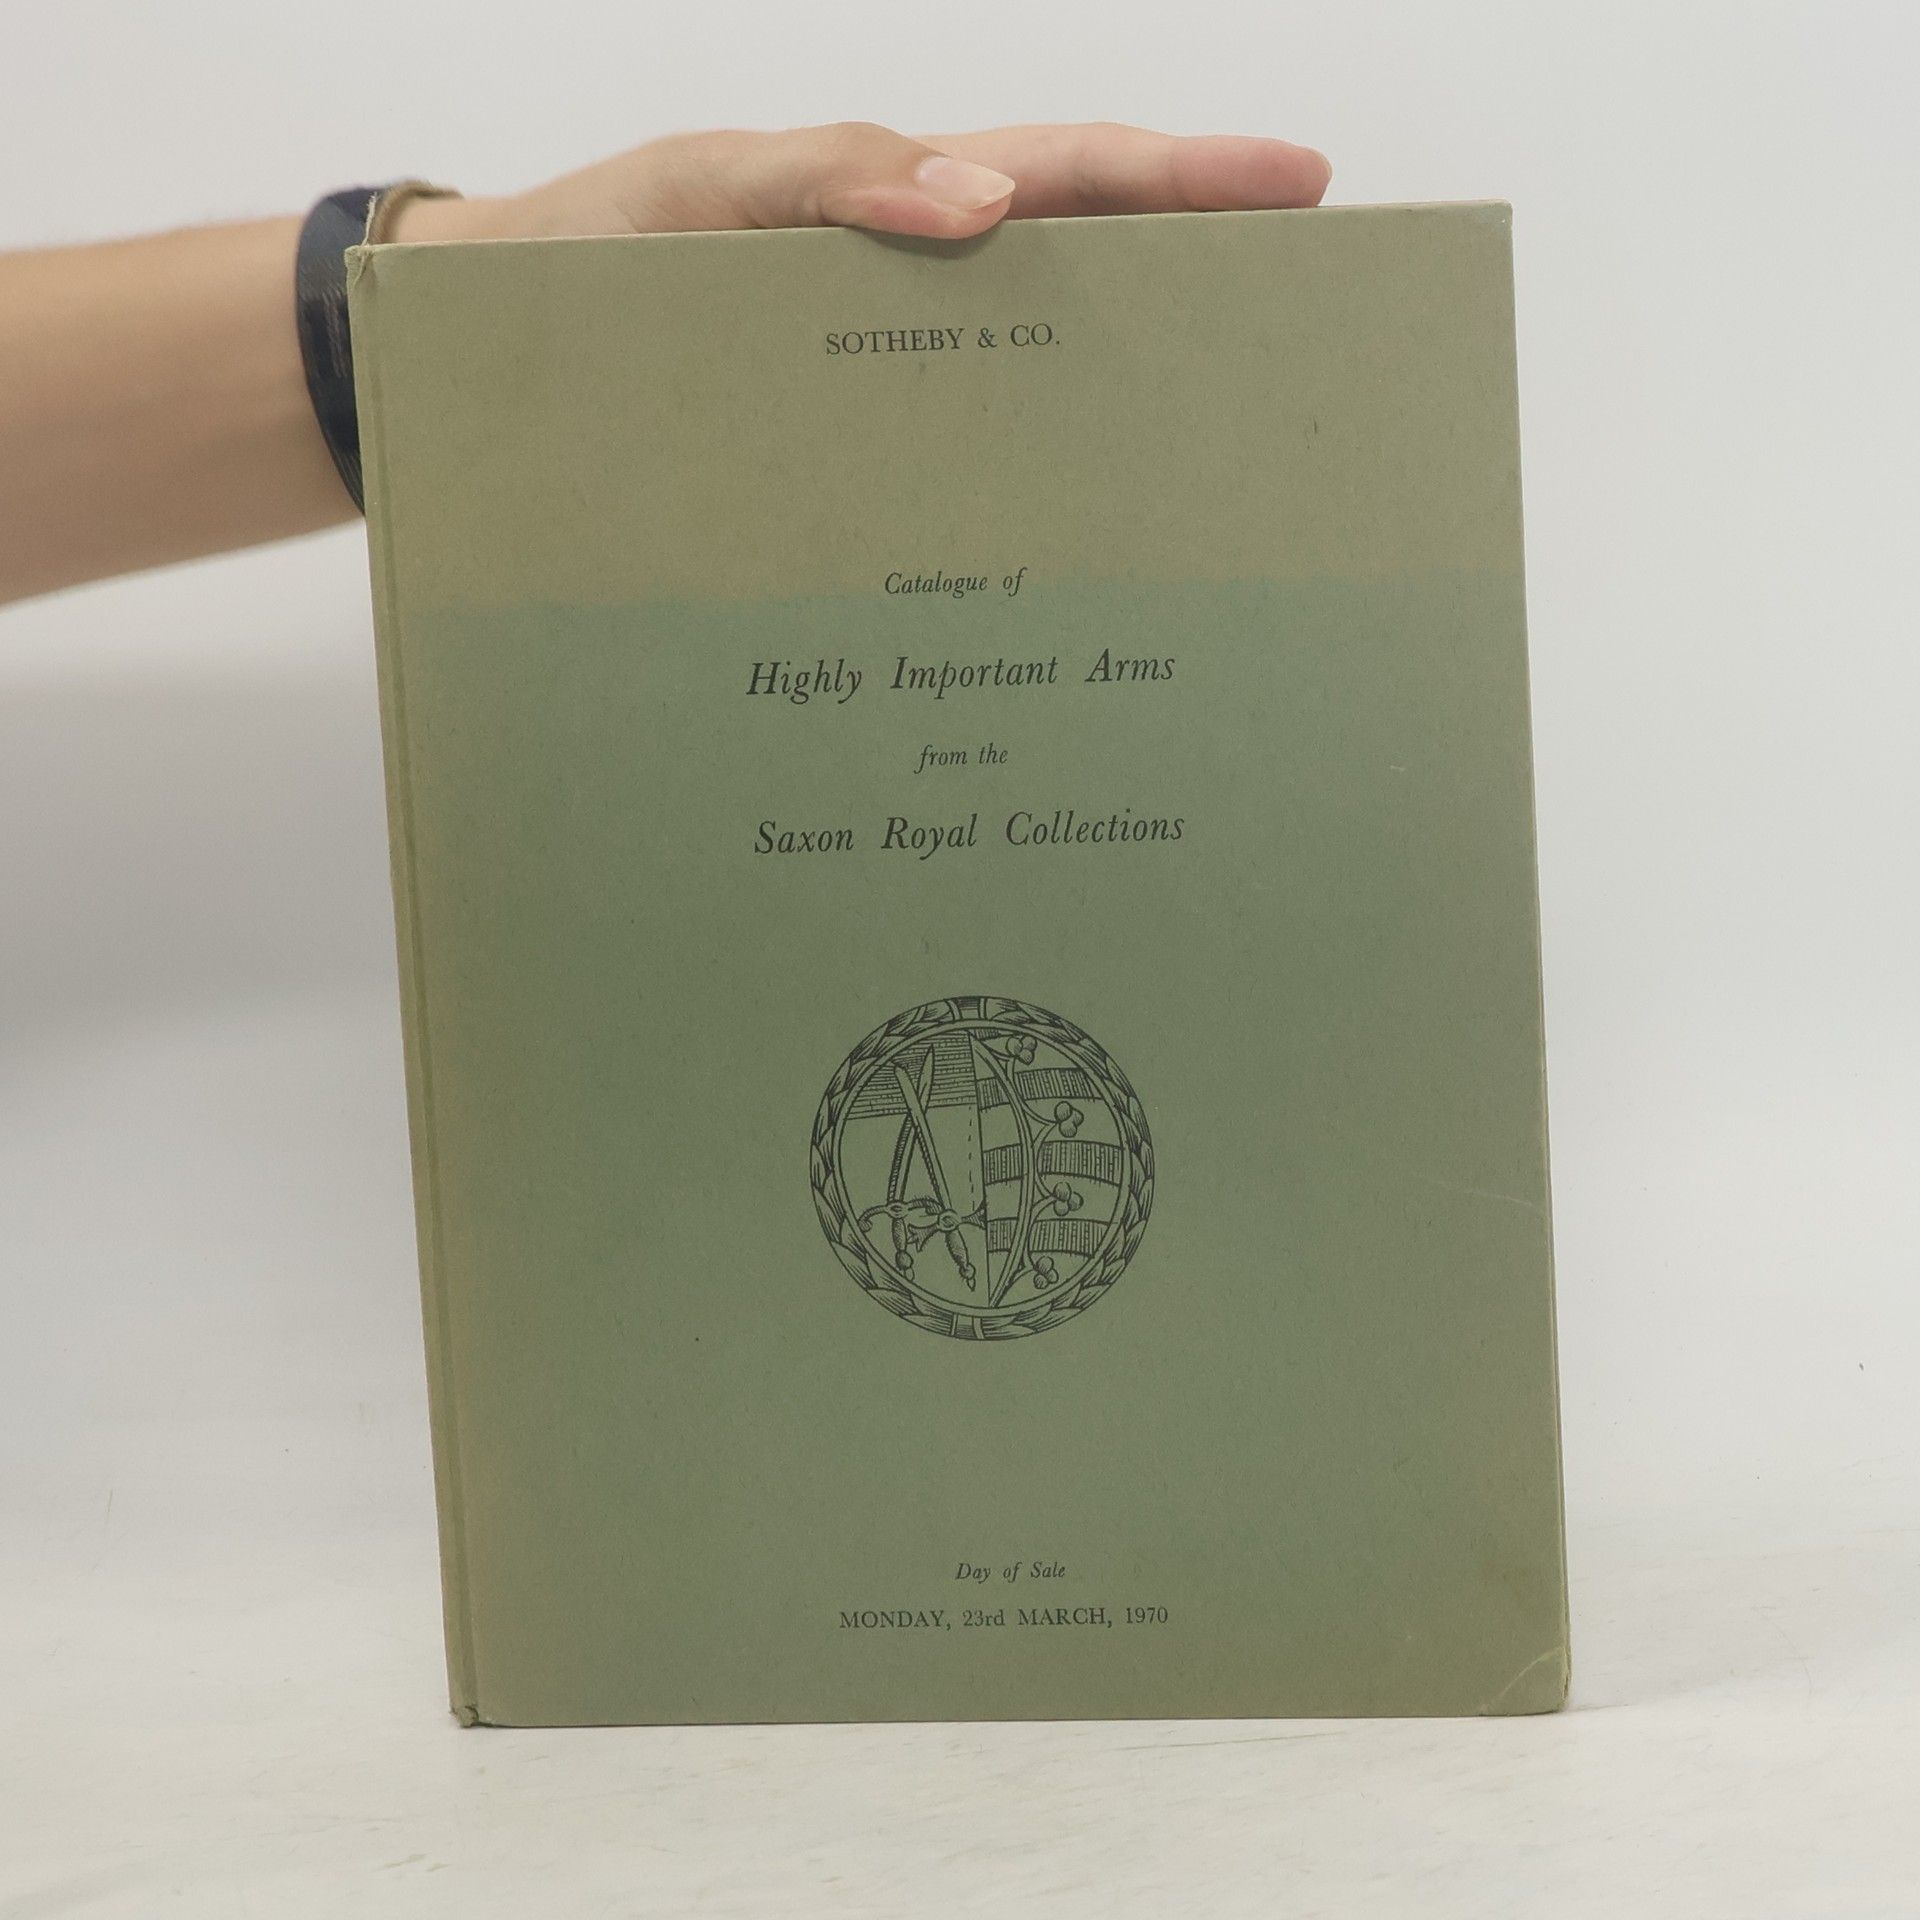 SOTHEBY & CO.
Catalogue of
Highly Important Arms
from the
Saxon Royal Collections
Day of Sale
MONDAY, 23rd MARCH, 1970